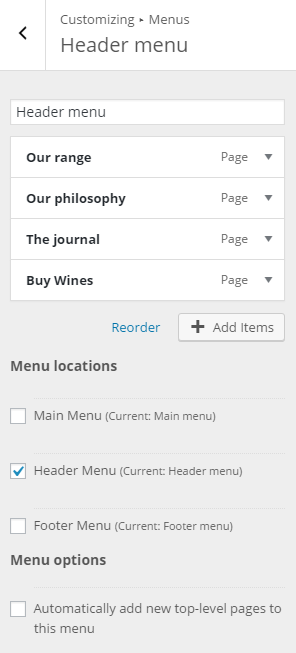 Customizing ▸ Menus
Header menu
Header menu
Our range Page
Our philosophy Page
The journal Page
Buy Wines Page
Reorder Add Items
Menu locations
Main Menu (Current: Main menu)
Header Menu (Current: Header menu)
Footer Menu (Current: Footer menu)
Menu options
Automatically add new top-level pages to
this menu